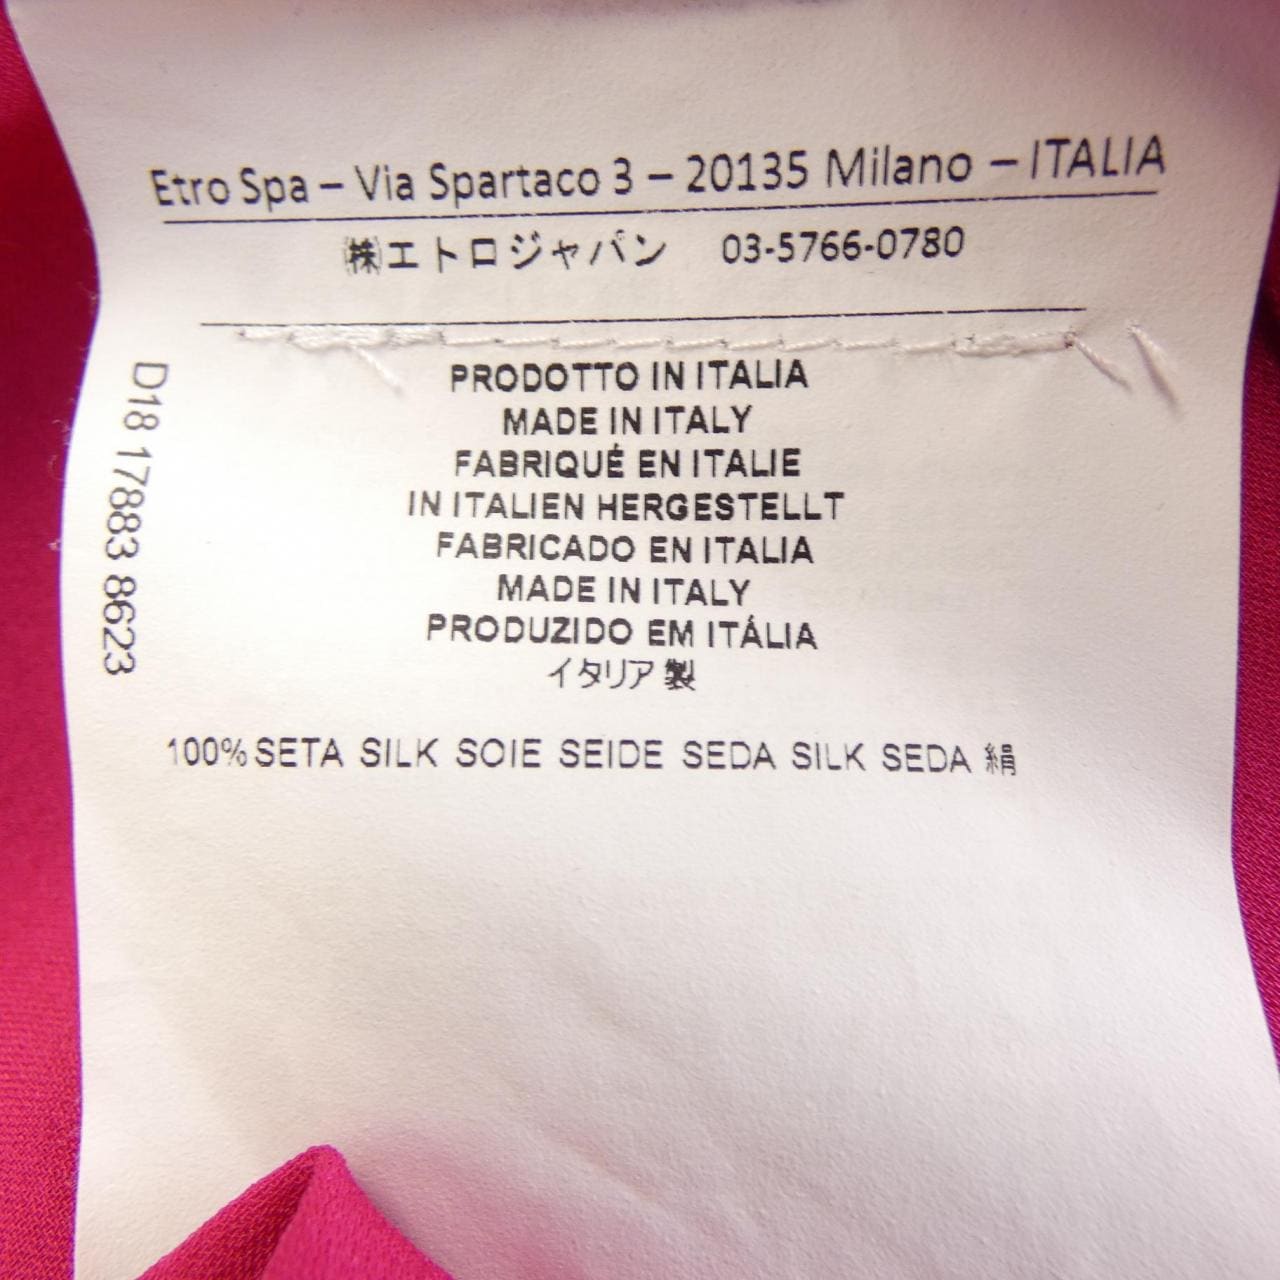 Etro Spa – Via Spartaco 3 – 20135 Milano – ITALIA
㈱エトロジャパン 03-5766-0780
D18 17883 8623
PRODOTTO IN ITALIA
MADE IN ITALY
FABRIQUÉ EN ITALIE
IN ITALIEN HERGESTELLT
FABRICADO EN ITALIA
MADE IN ITALY
PRODUZIDO EM ITÁLIA
イタリア製
100% SETA SILK SOIE SEIDE SEDA SILK SEDA 絹